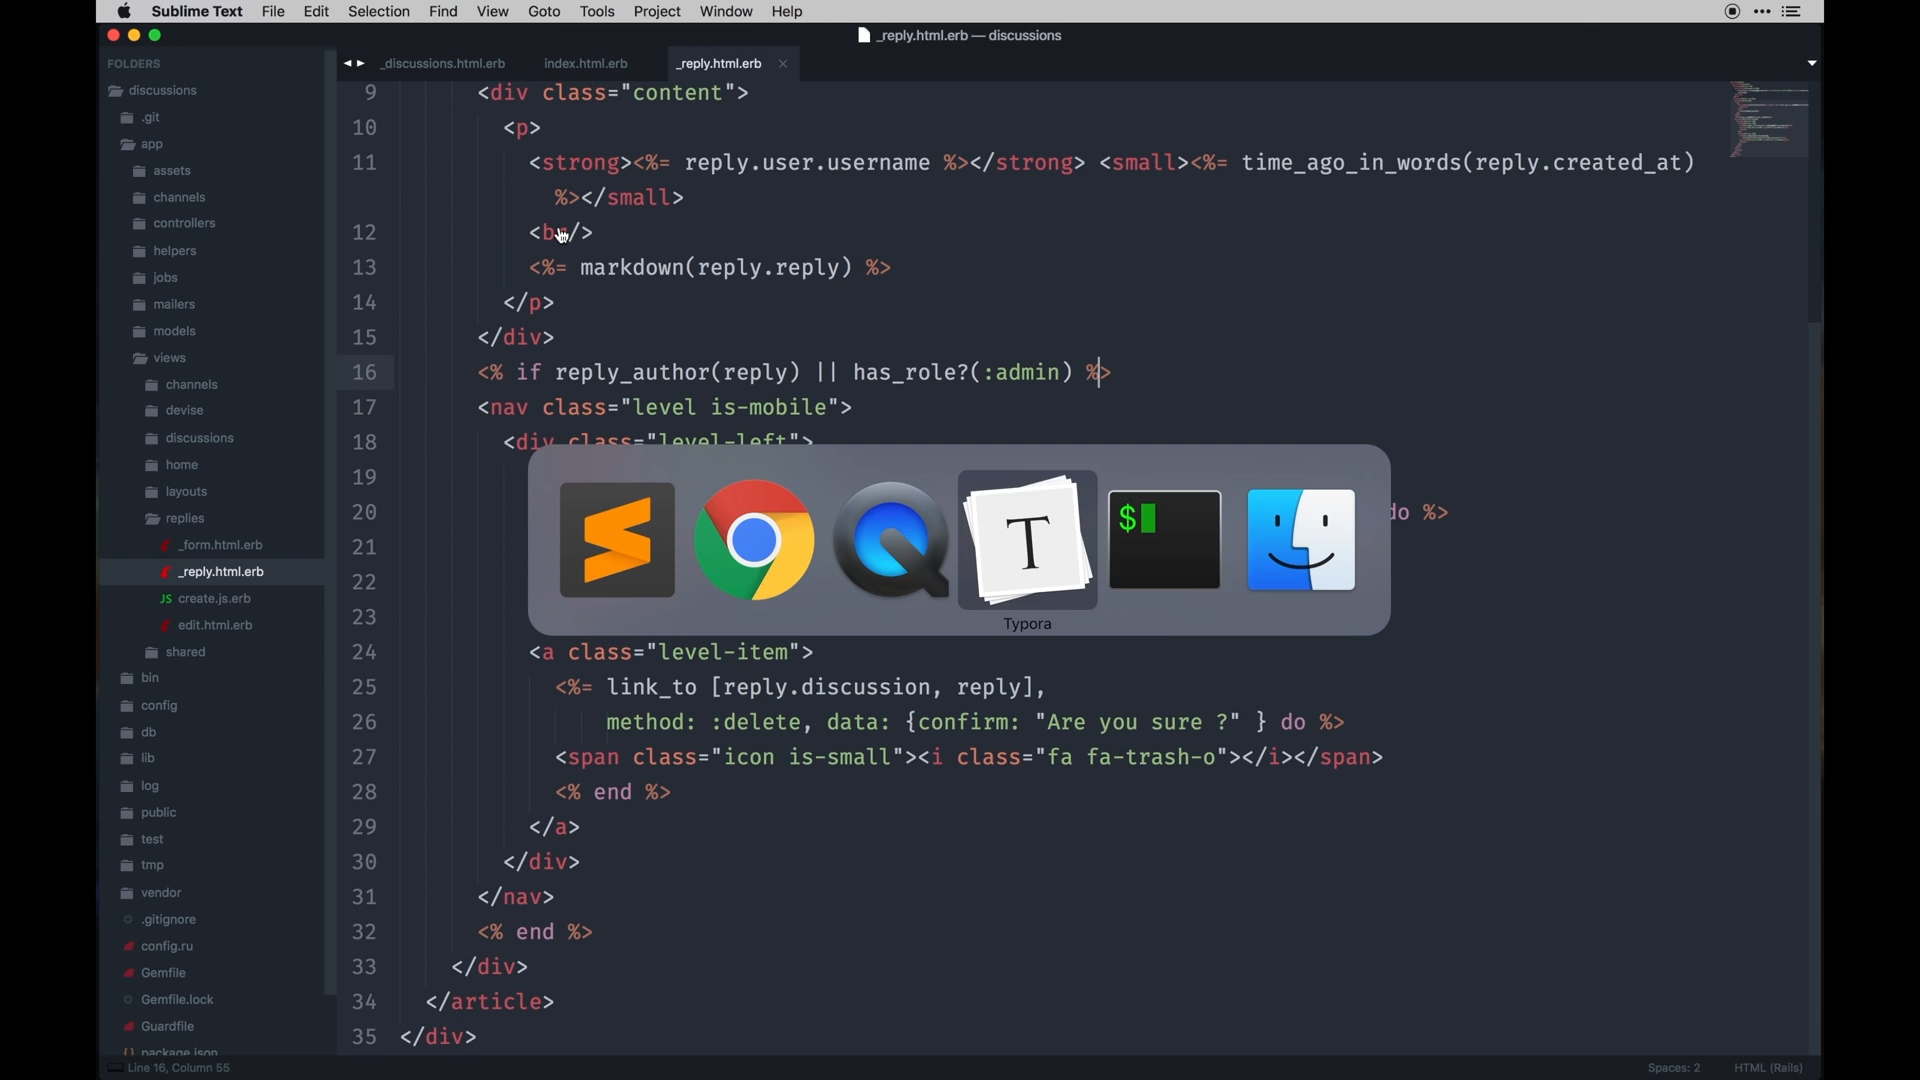 Sublime Text File Edit Selection Find View Goto Tools Project Window Help
_reply.html.erb — discussions
FOLDERS
discussions
.git
app
assets
channels
controllers
helpers
jobs
mailers
models
views
channels
devise
discussions
home
layouts
replies
_form.html.erb
_reply.html.erb
JS create.js.erb
edit.html.erb
shared
bin
config
db
lib
log
public
test
tmp
vendor
.gitignore
config.ru
Gemfile
Gemfile.lock
Guardfile
package.json
_discussions.html.erb index.html.erb _reply.html.erb
9 <div class="content">
10 <p>
11 <strong><%= reply.user.username %></strong> <small><%= time_ago_in_words(reply.created_at)
%></small>
12 <br/>
13 <%= markdown(reply.reply) %>
14 </p>
15 </div>
16 <% if reply_author(reply) || has_role?(:admin) %>
17 <nav class="level is-mobile">
18 <div class="level-left">
19
20 do %>
21
22
23
24 <a class="level-item">
25 <%= link_to [reply.discussion, reply],
26 method: :delete, data: {confirm: "Are you sure ?" } do %>
27 <span class="icon is-small"><i class="fa fa-trash-o"></i></span>
28 <% end %>
29 </a>
30 </div>
31 </nav>
32 <% end %>
33 </div>
34 </article>
35 </div>
T
$
Typora
Line 16, Column 55
Spaces: 2 HTML (Rails)